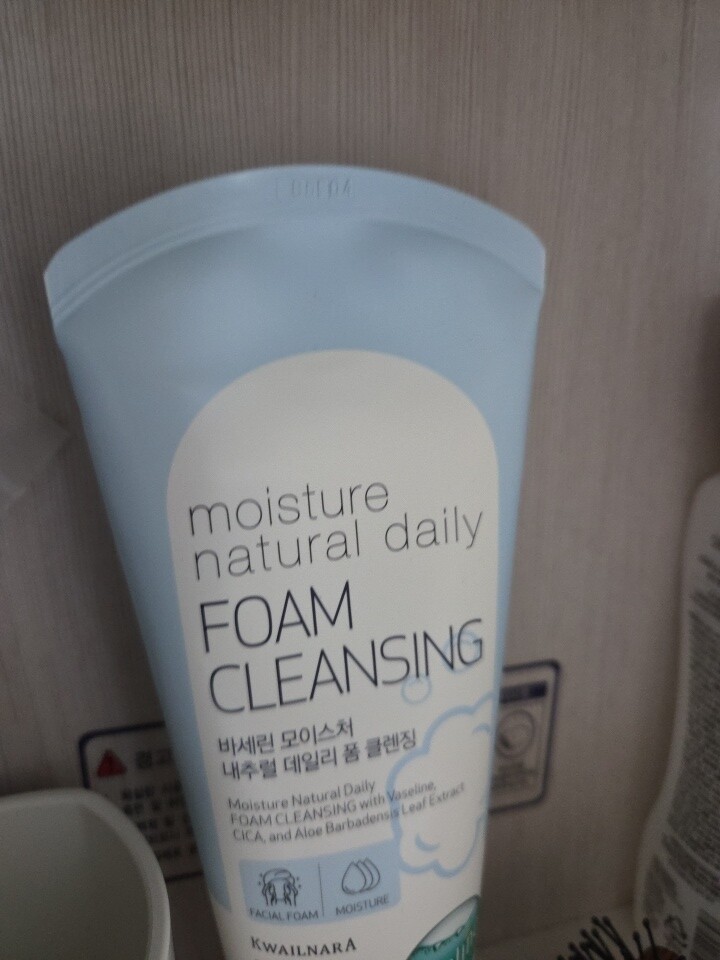 moisture
natural daily
FOAM
CLEANSING
바세린 모이스처
내추럴 데일리 폼 클렌징
Moisture Natural Daily
FOAM CLEANSING with Vaseline,
CICA, and Aloe Barbadensis Leaf Extract
FACIAL FOAM
MOISTURE
KWAILNARA
경고